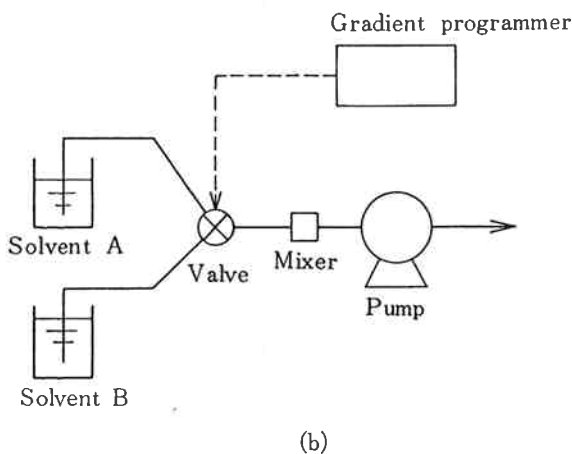 Gradient programmer
Solvent A
Valve
Mixer
Pump
Solvent B
(b)